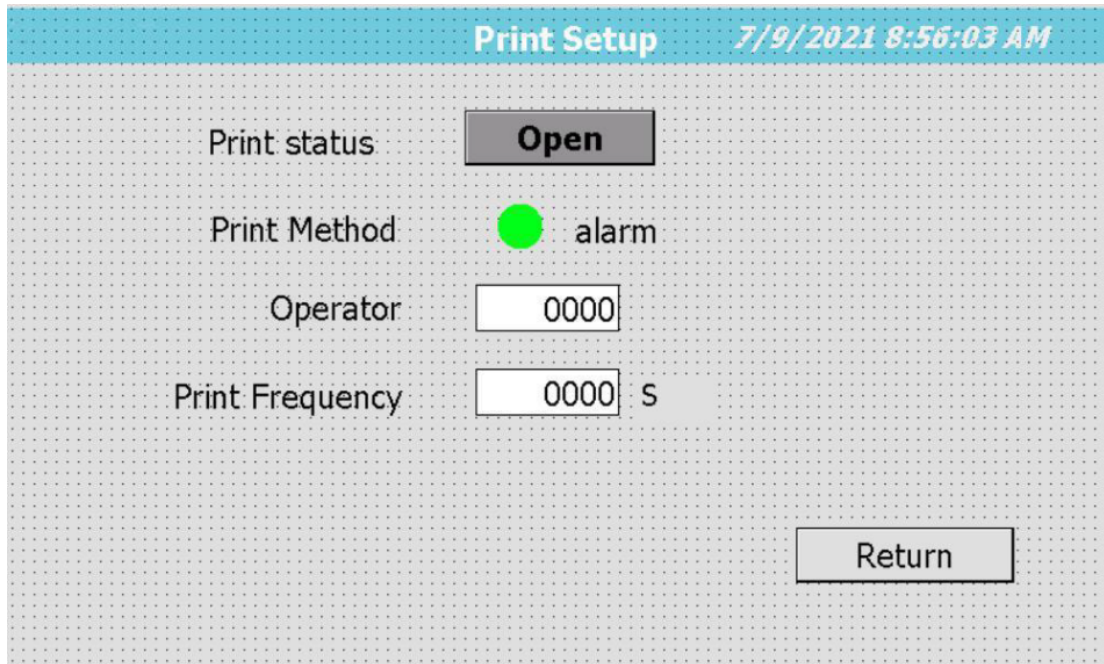 Print Setup 7/9/2021 8:56:03 AM
Print status Open
Print Method alarm
Operator 0000
Print Frequency 0000 S
Return